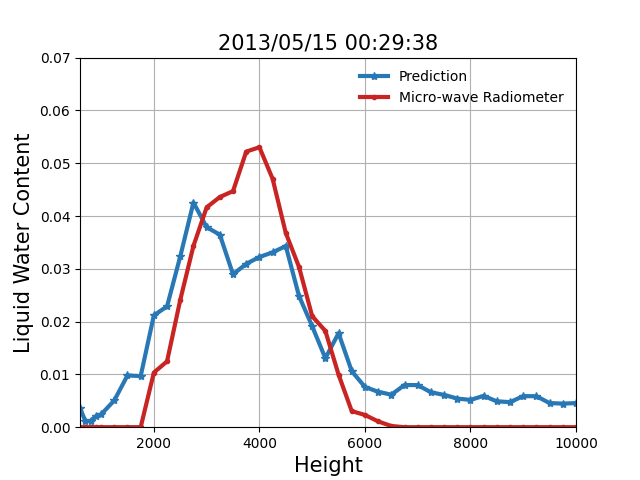 2013/05/15 00:29:38
0.07
0.06
0.05
0.04
0.03
0.02
0.01
0.00
Liquid Water Content
Prediction
Micro-wave Radiometer
2000 4000 6000 8000 10000
Height